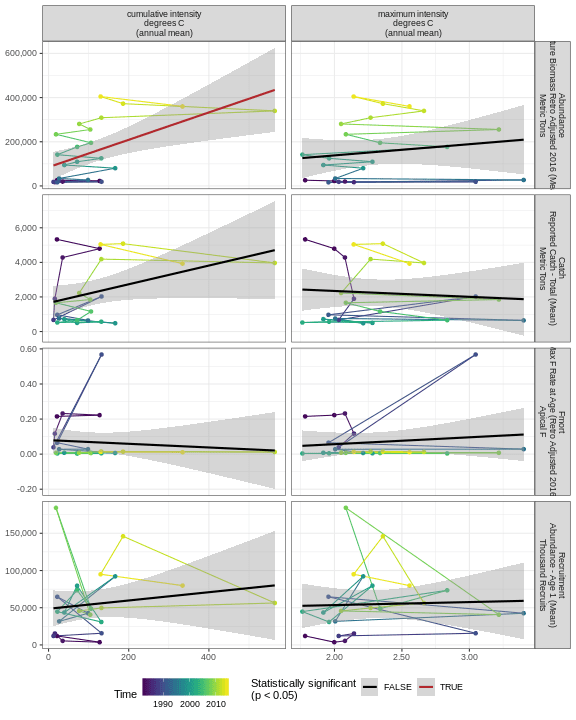 cumulative intensity
degrees C
(annual mean)
maximum intensity
degrees C
(annual mean)
600,000
400,000
200,000
0
Abundance
Biomass Retro Adjusted 2016
Metric Tons
6,000
4,000
2,000
0
Catch
Reported Catch - Total (Mean)
Metric Tons
0.60
0.40
0.20
0.00
-0.20
Fmort
F Rate at Age (Retro Adjusted 2016
Apical F
150,000
100,000
50,000
0
Recruitment
Abundance - Age 1 (Mean)
Thousand Recruits
0 200 400
2.00 2.50 3.00
Time
1990 2000 2010
Statistically significant
(p < 0.05)
FALSE TRUE